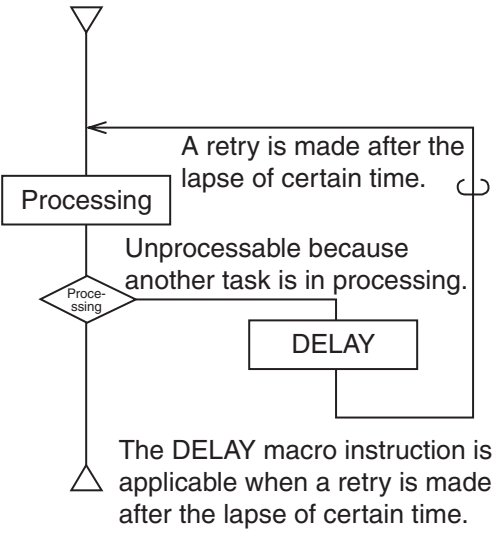 A retry is made after the
lapse of certain time.
Processing
Unprocessable because
another task is in processing.
Proce-
ssing
DELAY
The DELAY macro instruction is
applicable when a retry is made
after the lapse of certain time.